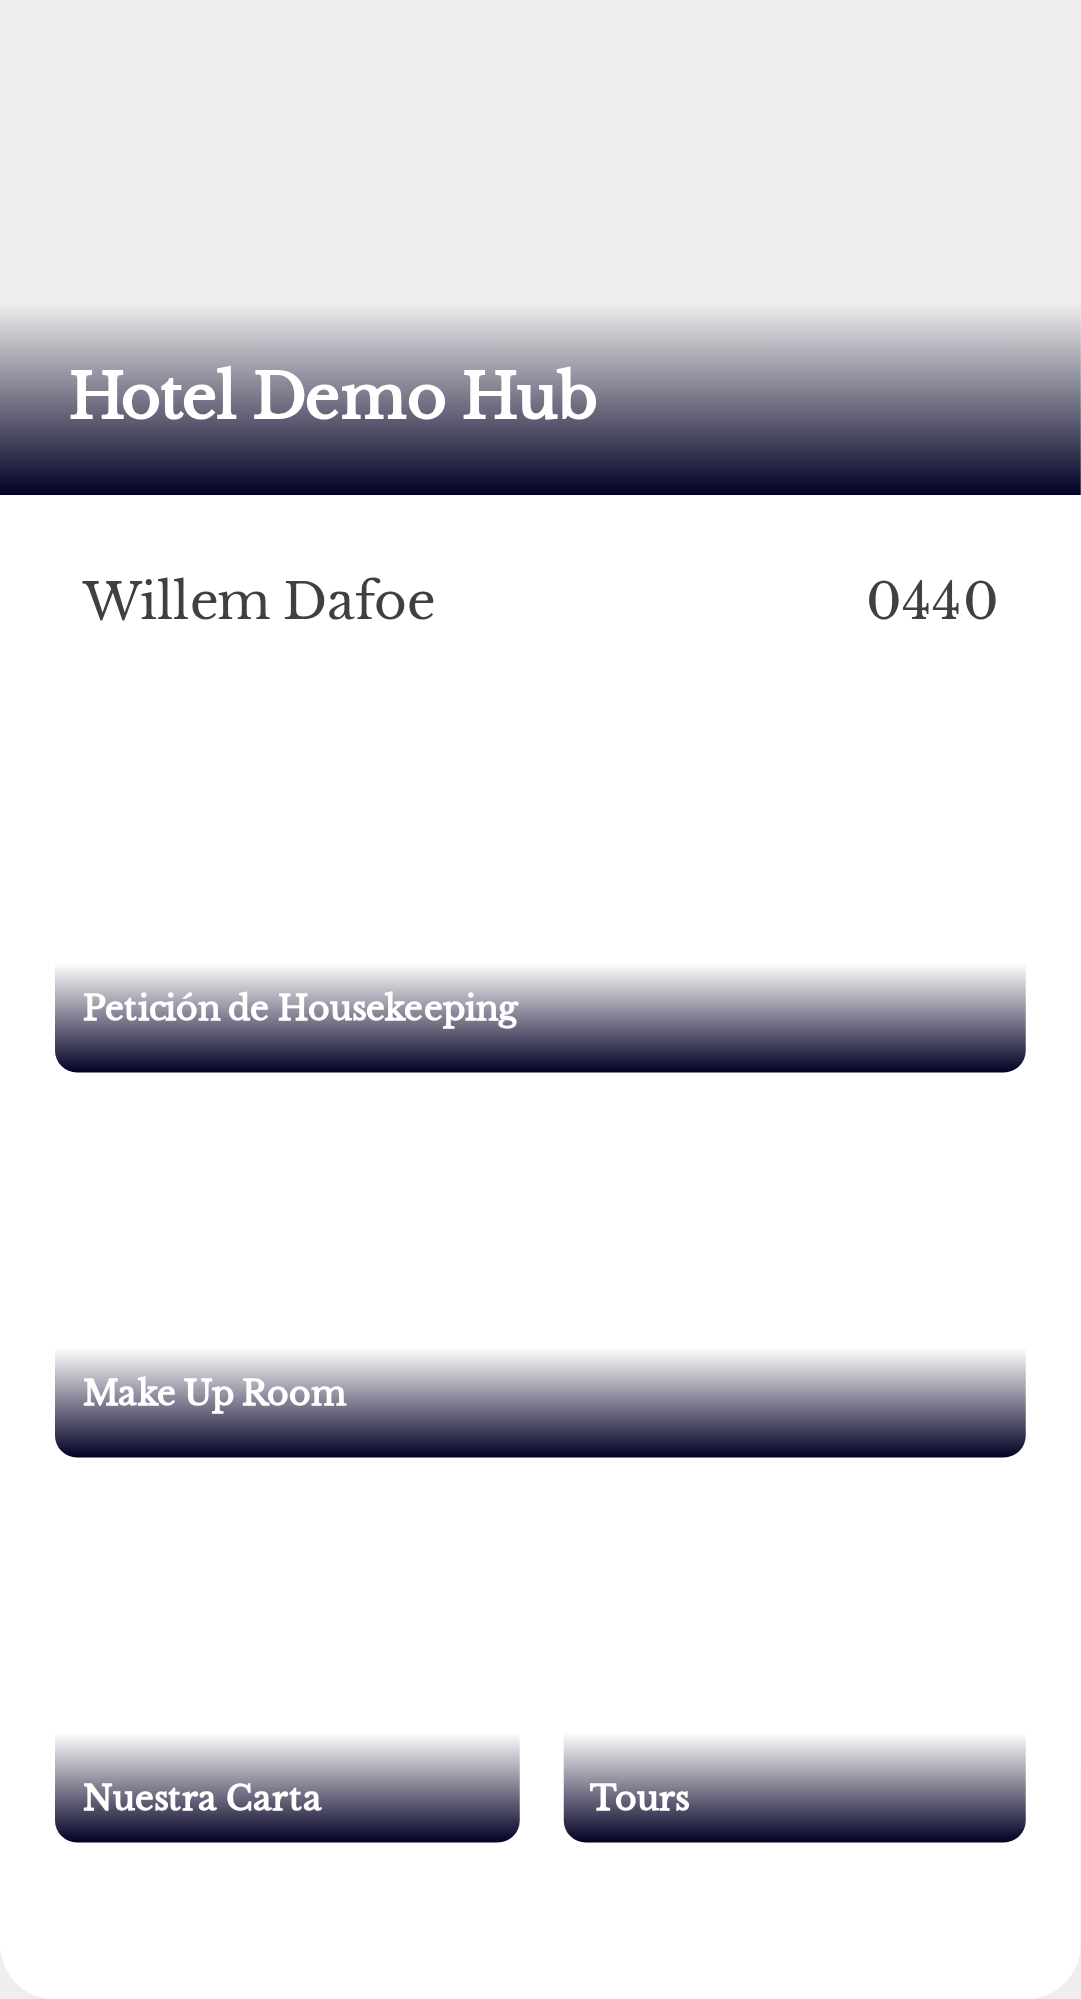 Hotel Demo Hub
Willem Dafoe 0440
Petición de Housekeeping
Make Up Room
Nuestra Carta
Tours